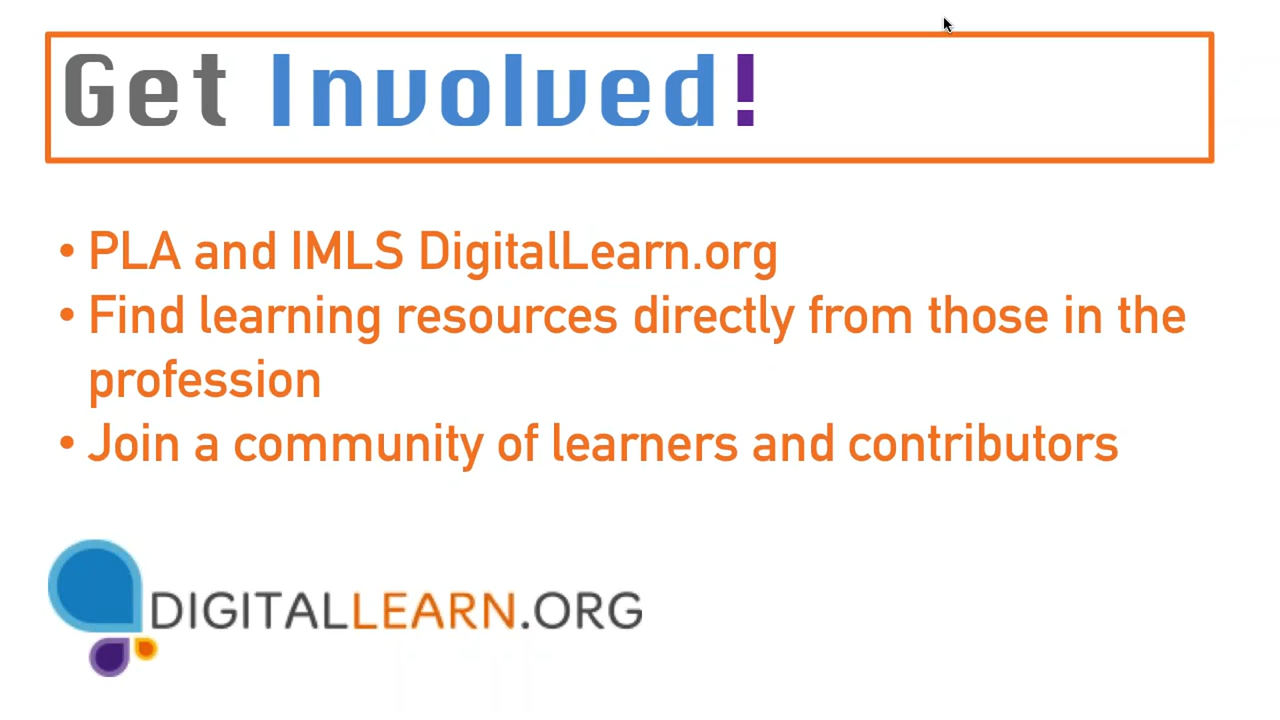 Get Involved!
• PLA and IMLS DigitalLearn.org
• Find learning resources directly from those in the
profession
• Join a community of learners and contributors
DIGITALLEARN.ORG